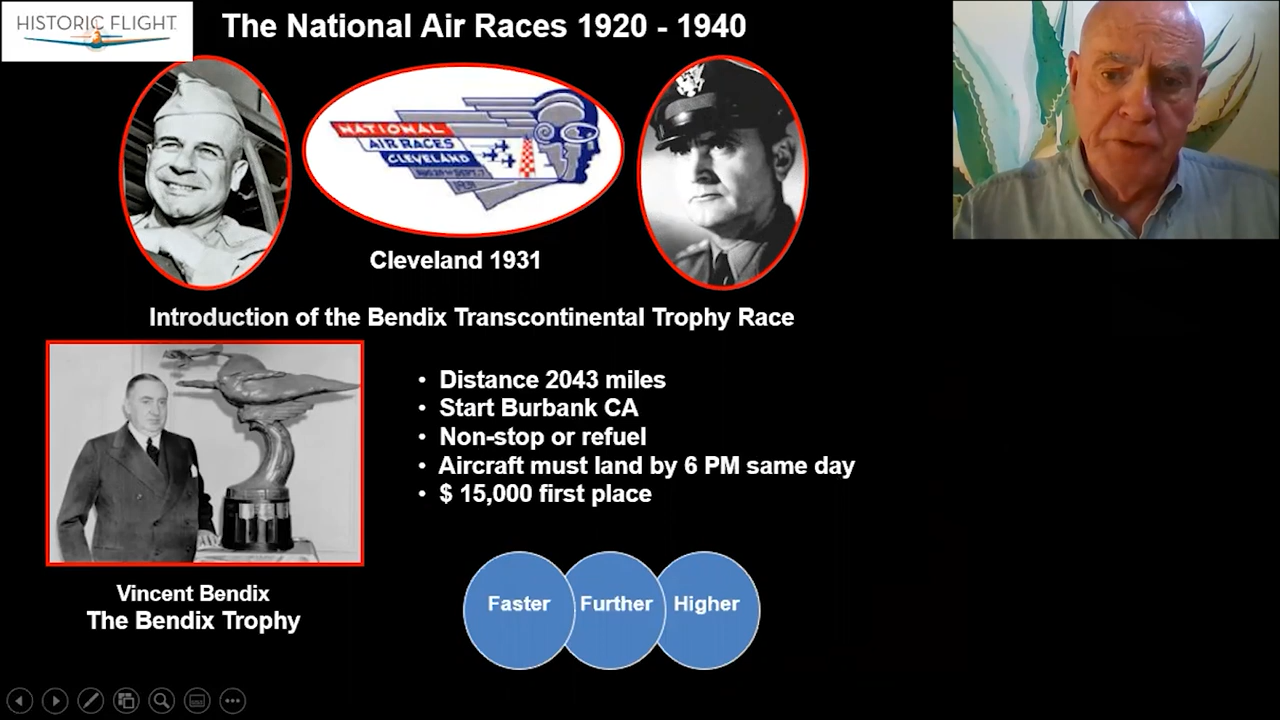 HISTORIC FLIGHT
The National Air Races 1920 - 1940
NATIONAL
AIR RACES
CLEVELAND
1931
Cleveland 1931
Introduction of the Bendix Transcontinental Trophy Race
• Distance 2043 miles
• Start Burbank CA
• Non-stop or refuel
• Aircraft must land by 6 PM same day
• $ 15,000 first place
Vincent Bendix
The Bendix Trophy
Faster Further Higher